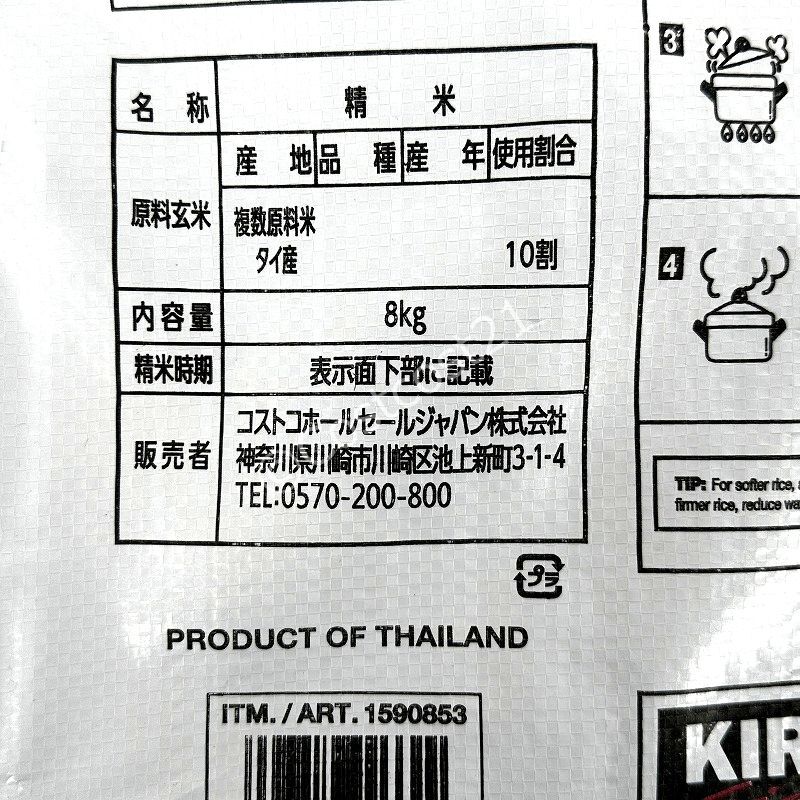 名称 精米
産地 品種 産年 使用割合
原料玄米 複数原料米
タイ産 10割
内容量 8kg
精米時期 表示面下部に記載
販売者 コストコホールセールジャパン株式会社
神奈川県川崎市川崎区池上新町3-1-4
TEL:0570-200-800
プラ
PRODUCT OF THAILAND
ITM. / ART. 1590853
3
4
TIP: For softer rice,
firmer rice, reduce
KIR